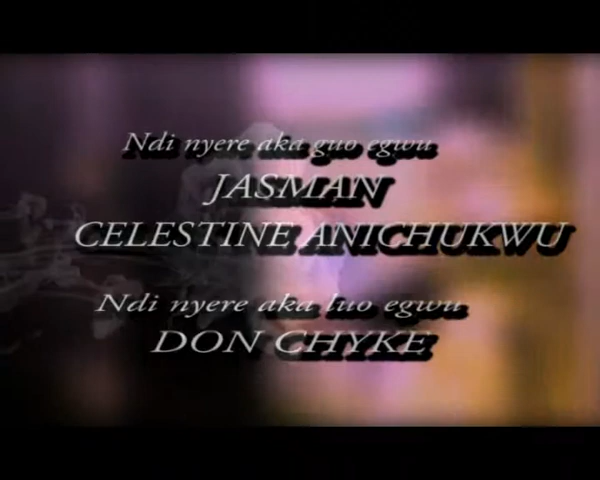 Ndi nyere aka guo egwu
JASMAN
CELESTINE ANICHUKWU
Ndi nyere aka luo egwu
DON CHYKE